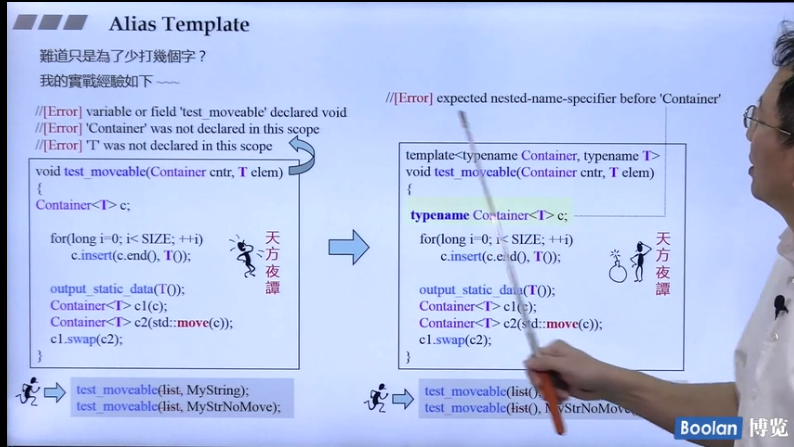 Alias Template
難道只是為了少打幾個字？
我的實戰經驗如下 ~~~
//[Error] variable or field 'test_moveable' declared void
//[Error] 'Container' was not declared in this scope
//[Error] 'T' was not declared in this scope
void test_moveable(Container cntr, T elem)
{
Container<T> c;
for(long i=0; i< SIZE; ++i)
c.insert(c.end(), T());
output_static_data(T());
Container<T> c1(c);
Container<T> c2(std::move(c));
c1.swap(c2);
}
天方夜譚
test_moveable(list, MyString);
test_moveable(list, MyStrNoMove);
//[Error] expected nested-name-specifier before 'Container'
template<typename Container, typename T>
void test_moveable(Container cntr, T elem)
{
typename Container<T> c;
for(long i=0; i< SIZE; ++i)
c.insert(c.end(), T());
output_static_data(T());
Container<T> c1(c);
Container<T> c2(std::move(c));
c1.swap(c2);
}
天方夜譚
test_moveable(list(),
test_moveable(list(), MyStrNoMove
Boolan 博览